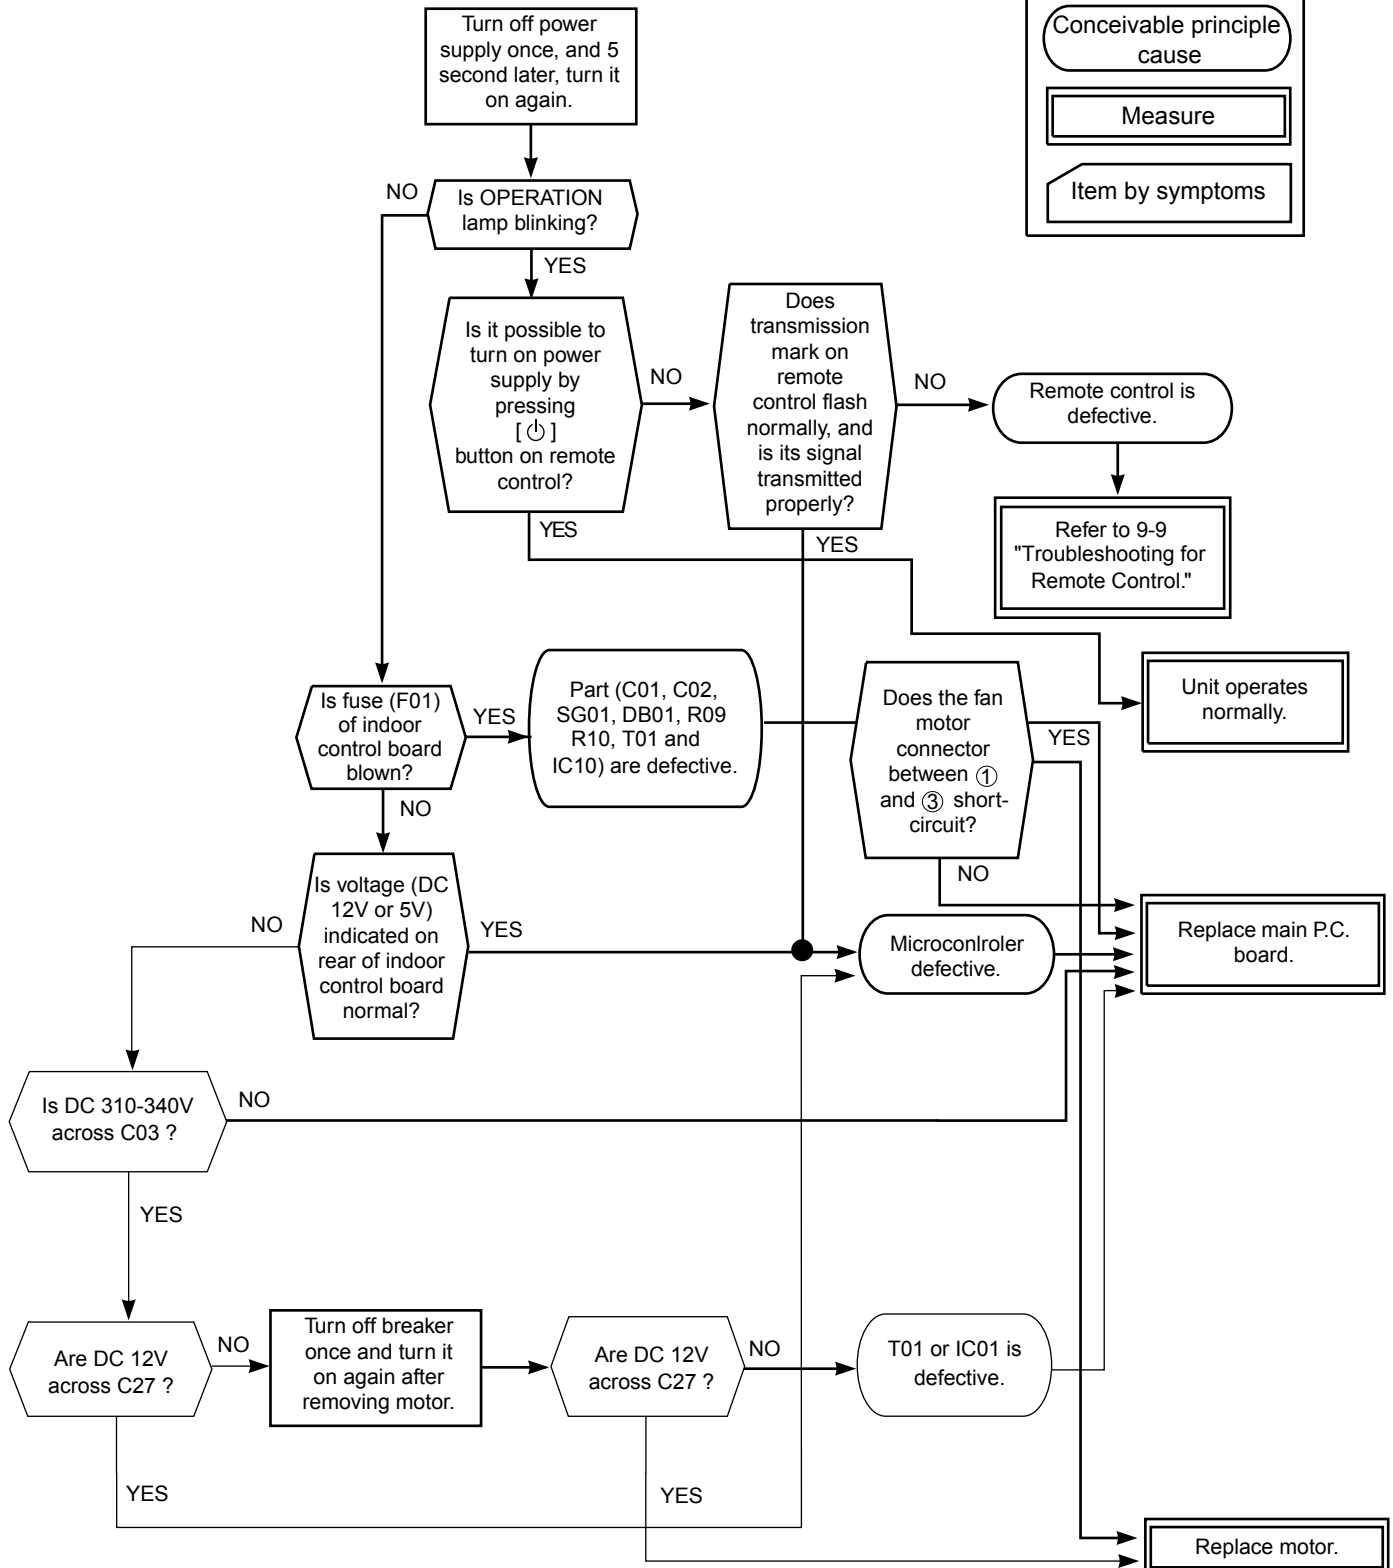 Turn off power
supply once, and 5
second later, turn it
on again.
Conceivable principle
cause
Measure
Item by symptoms
NO
Is OPERATION
lamp blinking?
YES
Is it possible to
turn on power
supply by
pressing
[ ⏻ ]
button on remote
control?
NO
Does
transmission
mark on
remote
control flash
normally, and
is its signal
transmitted
properly?
NO
Remote control is
defective.
YES
YES
Refer to 9-9
"Troubleshooting for
Remote Control."
Unit operates
normally.
Is fuse (F01)
of indoor
control board
blown?
YES
Part (C01, C02,
SG01, DB01, R09
R10, T01 and
IC10) are defective.
Does the fan
motor
connector
between ①
and ③ short-
circuit?
YES
NO
NO
Is voltage (DC
12V or 5V)
indicated on
rear of indoor
control board
normal?
NO
YES
Microconlroler
defective.
Replace main P.C.
board.
Is DC 310-340V
across C03 ?
NO
YES
Are DC 12V
across C27 ?
NO
Turn off breaker
once and turn it
on again after
removing motor.
Are DC 12V
across C27 ?
NO
T01 or IC01 is
defective.
YES
YES
Replace motor.